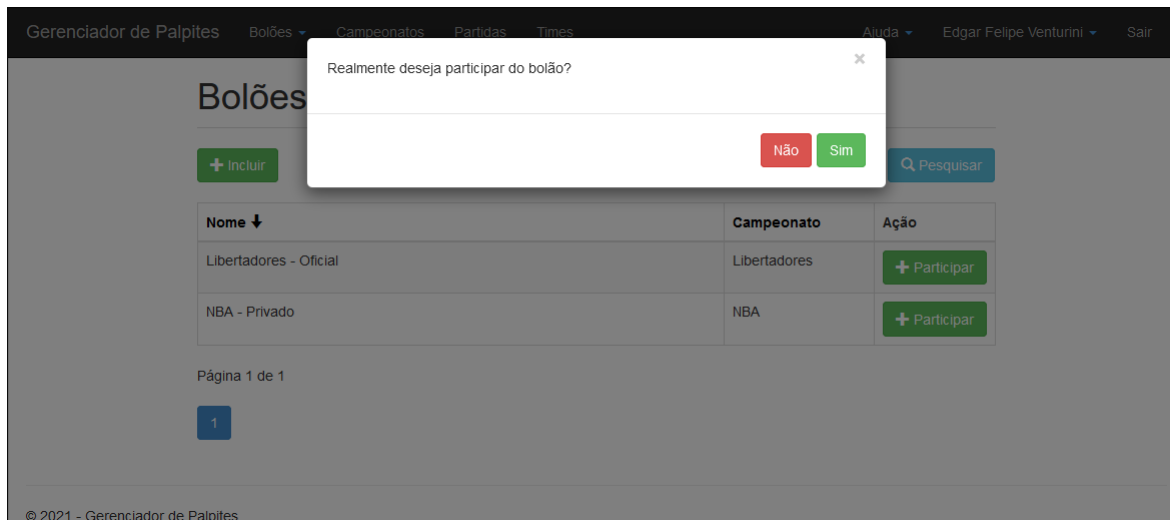 Gerenciador de Palpites Bolões Campeonatos Partidas Times Ajuda Edgar Felipe Venturini Sair
Realmente deseja participar do bolão? ×
Não Sim
Bolões
Incluir Pesquisar
Nome Campeonato Ação
Libertadores - Oficial Libertadores Participar
NBA - Privado NBA Participar
Página 1 de 1
1
© 2021 - Gerenciador de Palpites